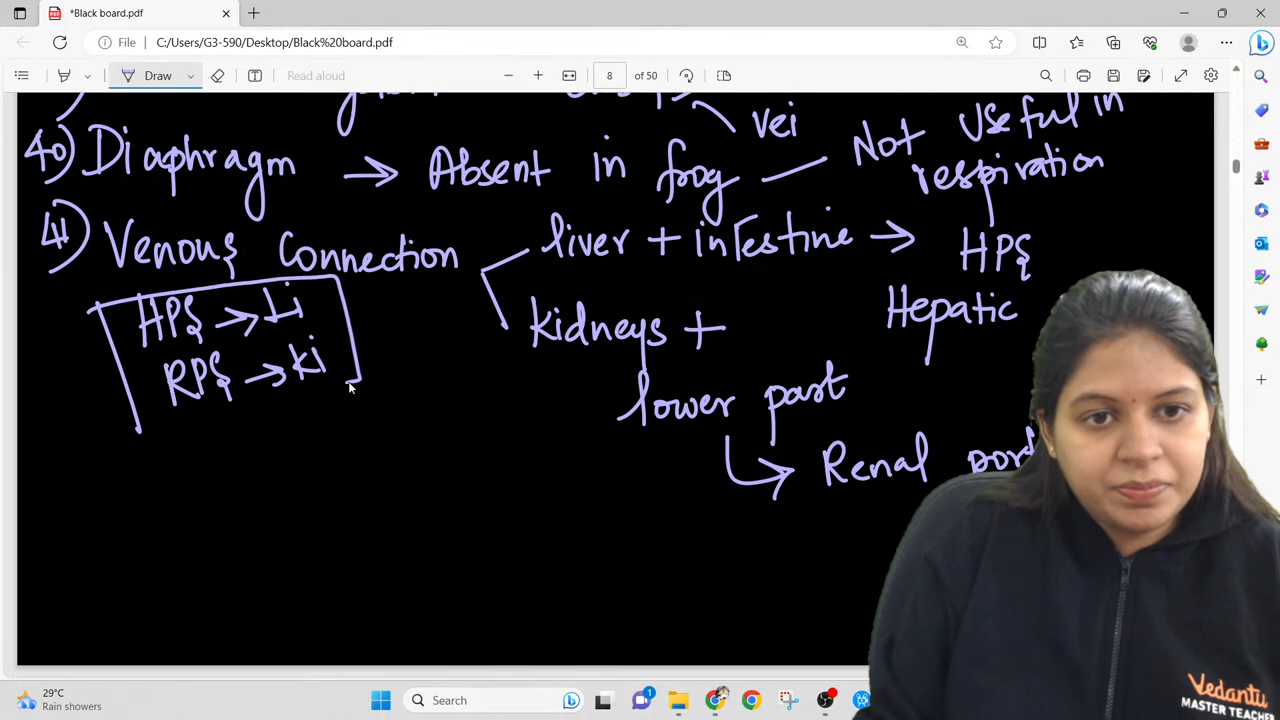 *Black board.pdf
File C:/Users/G3-590/Desktop/Black%20board.pdf
Draw Read aloud 8 of 50
vei
40) Diaphragm → Absent in frog — Not Useful in
respiration
41) Venous Connection liver + intestine → HPS
Hepatic
HPS → Li
RPS → Ki
Kidneys +
lower part
Renal
Vedantu
MASTER TEACHER
29°C
Rain showers
Search
1